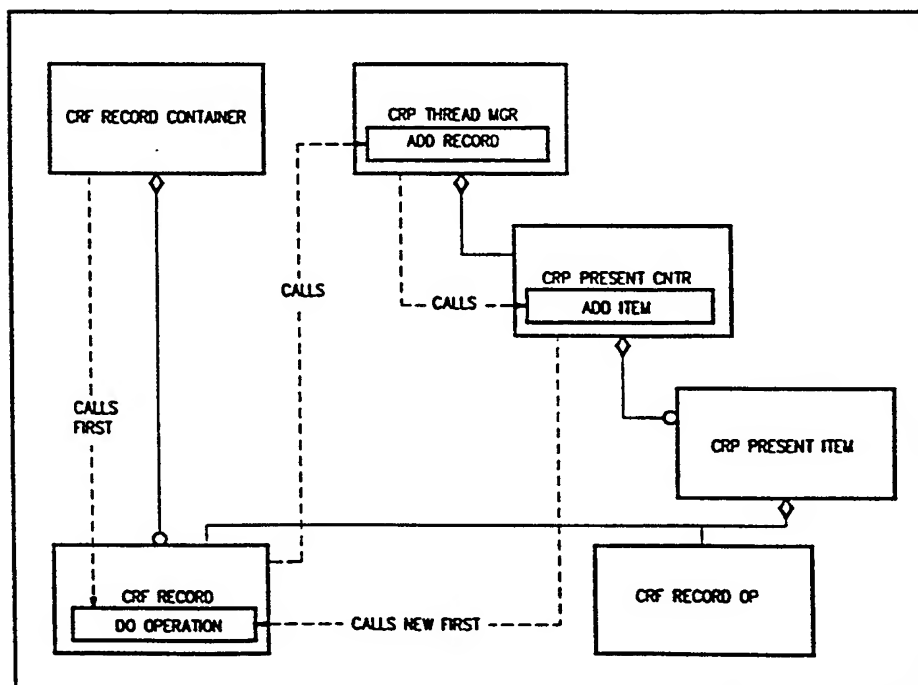 CRF RECORD CONTAINER
CRP THREAD MGR
ADD RECORD
CRP PRESENT CNTR
ADD ITEM
CALLS
CALLS
CRP PRESENT ITEM
CALLS
FIRST
CRF RECORD
DO OPERATION
CALLS NEW FIRST
CRF RECORD OP